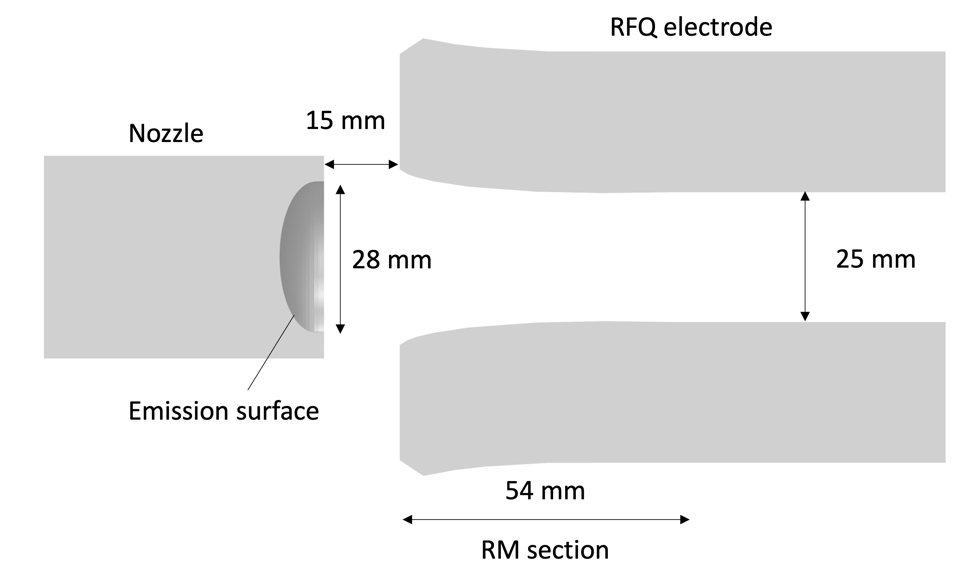 RFQ electrode
15 mm
Nozzle
28 mm
25 mm
Emission surface
54 mm
RM section